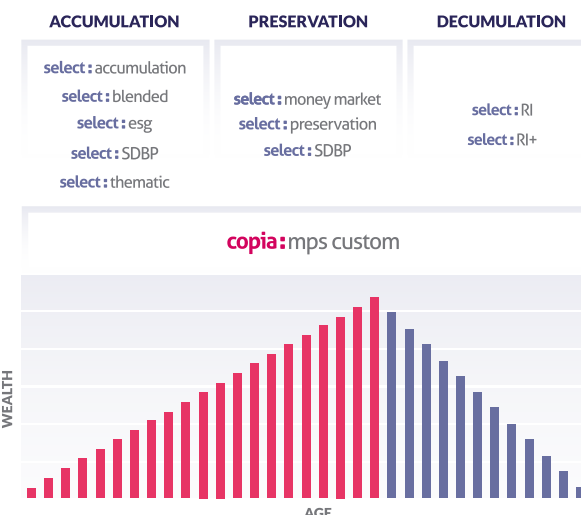 ACCUMULATION
select:accumulation
select:blended
select:esg
select:SDBP
select:thematic
PRESERVATION
select:money market
select:preservation
select:SDBP
DECUMULATION
select:RI
select:RI+
copia:mps custom
WEALTH
AGE